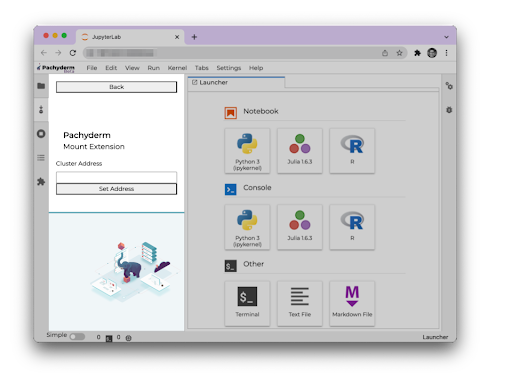 JupyterLab
Pachyderm
Beta
File Edit View Run Kernel Tabs Settings Help
Back
Pachyderm
Mount Extension
Cluster Address
Set Address
Launcher
Notebook
Python 3
(ipykernel)
Julia 1.6.3
R
Console
Python 3
(ipykernel)
Julia 1.6.3
R
Other
$_
Terminal
Text File
Markdown File
Simple 0 0 Launcher